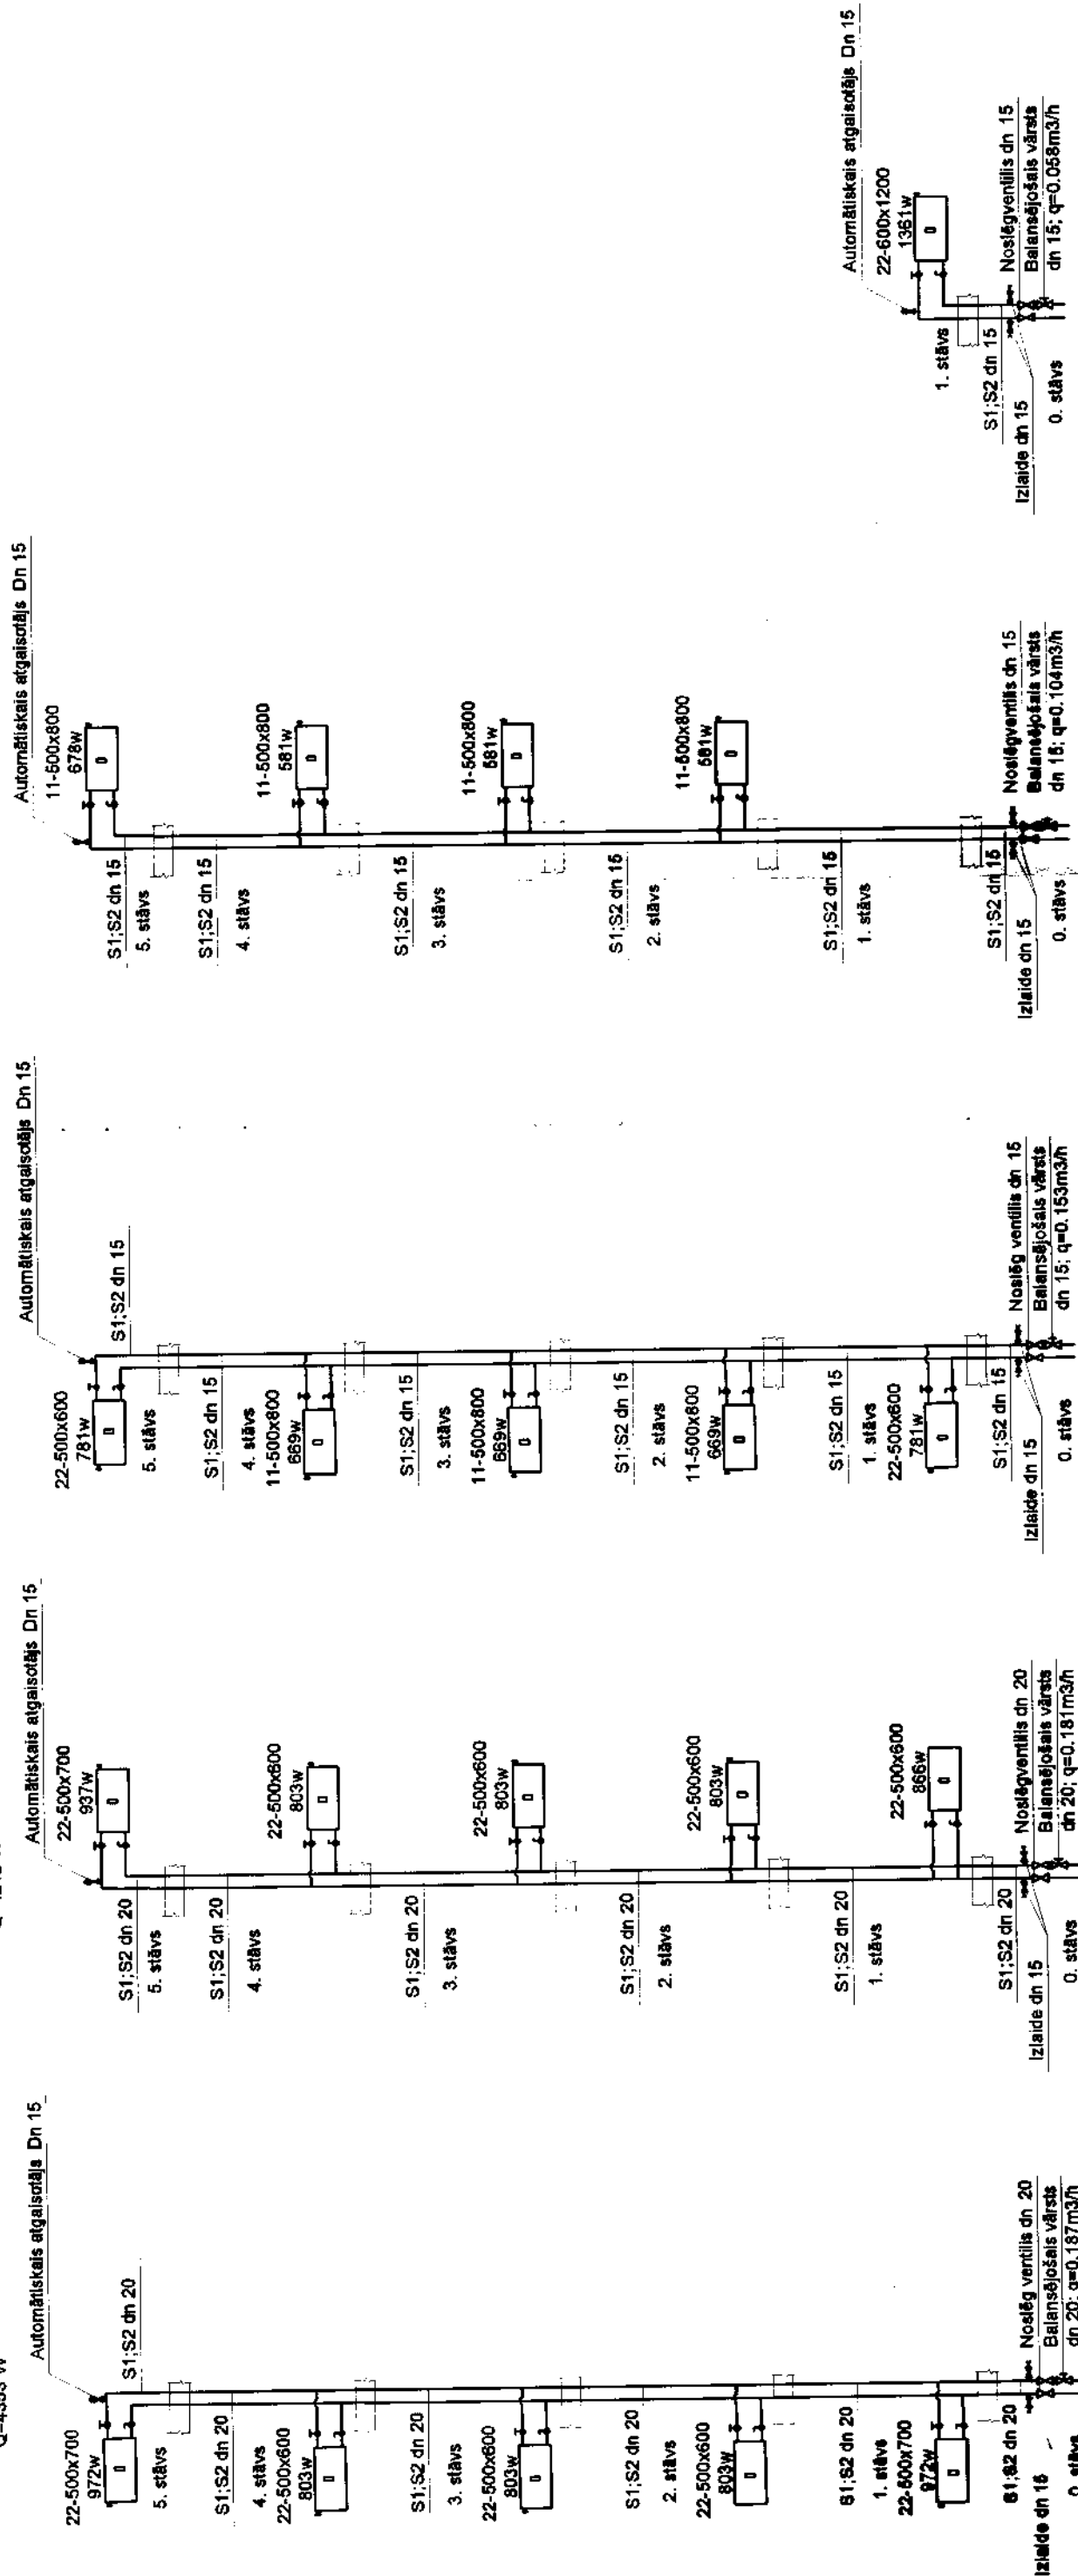 Automātiskais atgaisotājs Dn 15
22-500x700
972w
S1;S2 dn 20
5. stāvs
S1;S2 dn 20
4. stāvs
22-500x600
803w
S1;S2 dn 20
3. stāvs
22-500x600
803w
S1;S2 dn 20
2. stāvs
22-500x600
803w
S1;S2 dn 20
1. stāvs
22-500x700
972w
S1;S2 dn 20
Izlaide dn 15
Noslēg ventilis dn 20
Balansējošais vārsts
dn 20; q=0.187m3/h
0. stāvs
Automātiskais atgaisotājs Dn 15
22-500x700
937w
S1;S2 dn 20
5. stāvs
S1;S2 dn 20
4. stāvs
22-500x600
803w
S1;S2 dn 20
3. stāvs
22-500x600
803w
S1;S2 dn 20
2. stāvs
22-500x600
803w
S1;S2 dn 20
1. stāvs
22-500x600
866w
S1;S2 dn 20
Izlaide dn 15
Noslēgventilis dn 20
Balansējošais vārsts
dn 20; q=0.181m3/h
0. stāvs
Automātiskais atgaisotājs Dn 15
22-500x600
781w
S1;S2 dn 15
5. stāvs
S1;S2 dn 15
4. stāvs
11-500x800
669w
S1;S2 dn 15
3. stāvs
11-500x800
669w
S1;S2 dn 15
2. stāvs
11-500x800
669w
S1;S2 dn 15
1. stāvs
22-500x600
781w
S1;S2 dn 15
Izlaide dn 15
Noslēg ventilis dn 15
Balansējošais vārsts
dn 15; q=0.153m3/h
0. stāvs
Automātiskais atgaisotājs Dn 15
11-500x800
678w
S1;S2 dn 15
5. stāvs
S1;S2 dn 15
4. stāvs
11-500x800
581w
S1;S2 dn 15
3. stāvs
11-500x800
581w
S1;S2 dn 15
2. stāvs
11-500x800
581w
S1;S2 dn 15
1. stāvs
S1;S2 dn 15
Izlaide dn 15
Noslēgventilis dn 15
Balansējošais vārsts
dn 15; q=0.104m3/h
0. stāvs
Automātiskais atgaisotājs Dn 15
22-600x1200
1361w
1. stāvs
S1;S2 dn 15
Izlaide dn 15
Noslēgventilis dn 15
Balansējošais vārsts
dn 15; q=0.058m3/h
0. stāvs